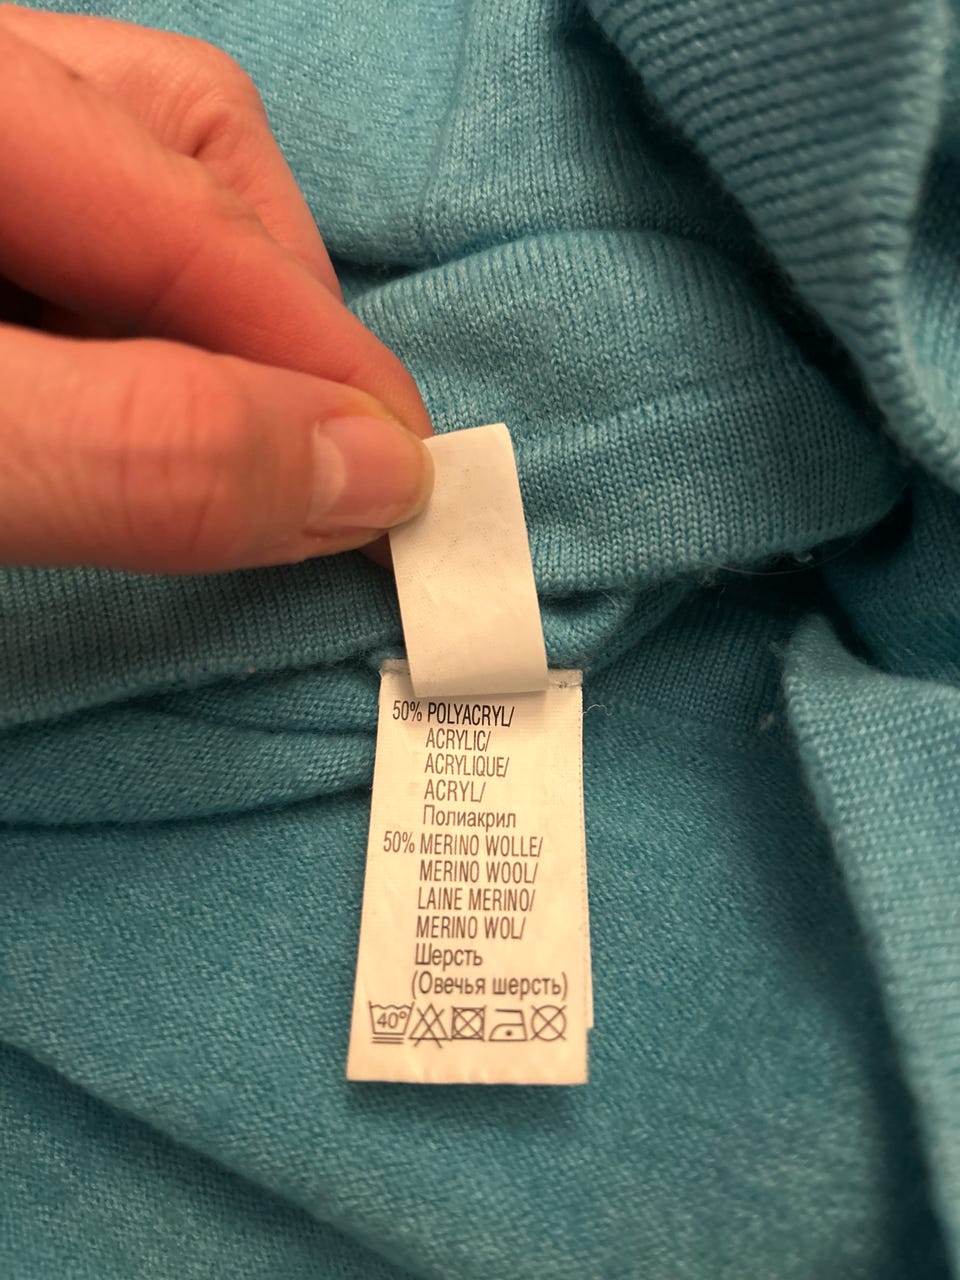 50% POLYACRYL/
ACRYLIC/
ACRYLIQUE/
ACRYL/
Полиакрил
50% MERINO WOLLE/
MERINO WOOL/
LAINE MERINO/
MERINO WOL/
Шерсть
(Овечья шерсть)
40°